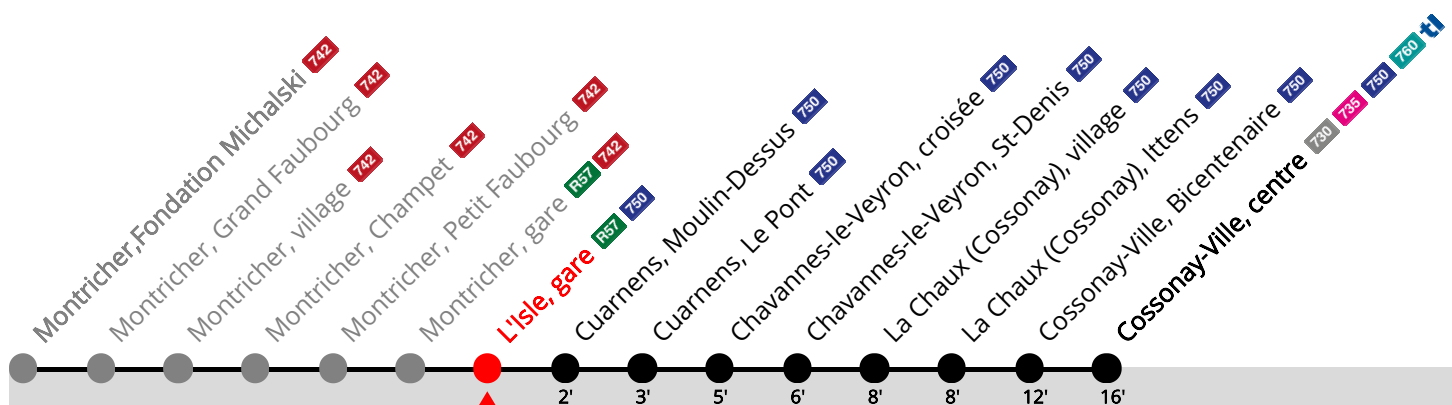 Montricher,Fondation Michalski 742
Montricher, Grand Faubourg 742
Montricher, village 742
Montricher, Champet 742
Montricher, Petit Faubourg 742
Montricher, gare R57 742
L'Isle, gare R57 750
Cuarnens, Moulin-Dessus 750
Cuarnens, Le Pont 750
Chavannes-le-Veyron, croisée 750
Chavannes-le-Veyron, St-Denis 750
La Chaux (Cossonay), village 750
La Chaux (Cossonay), Ittens 750
Cossonay-Ville, Bicentenaire 750
Cossonay-Ville, centre 730 735 750 760 tl
2' 3' 5' 6' 8' 8' 12' 16'